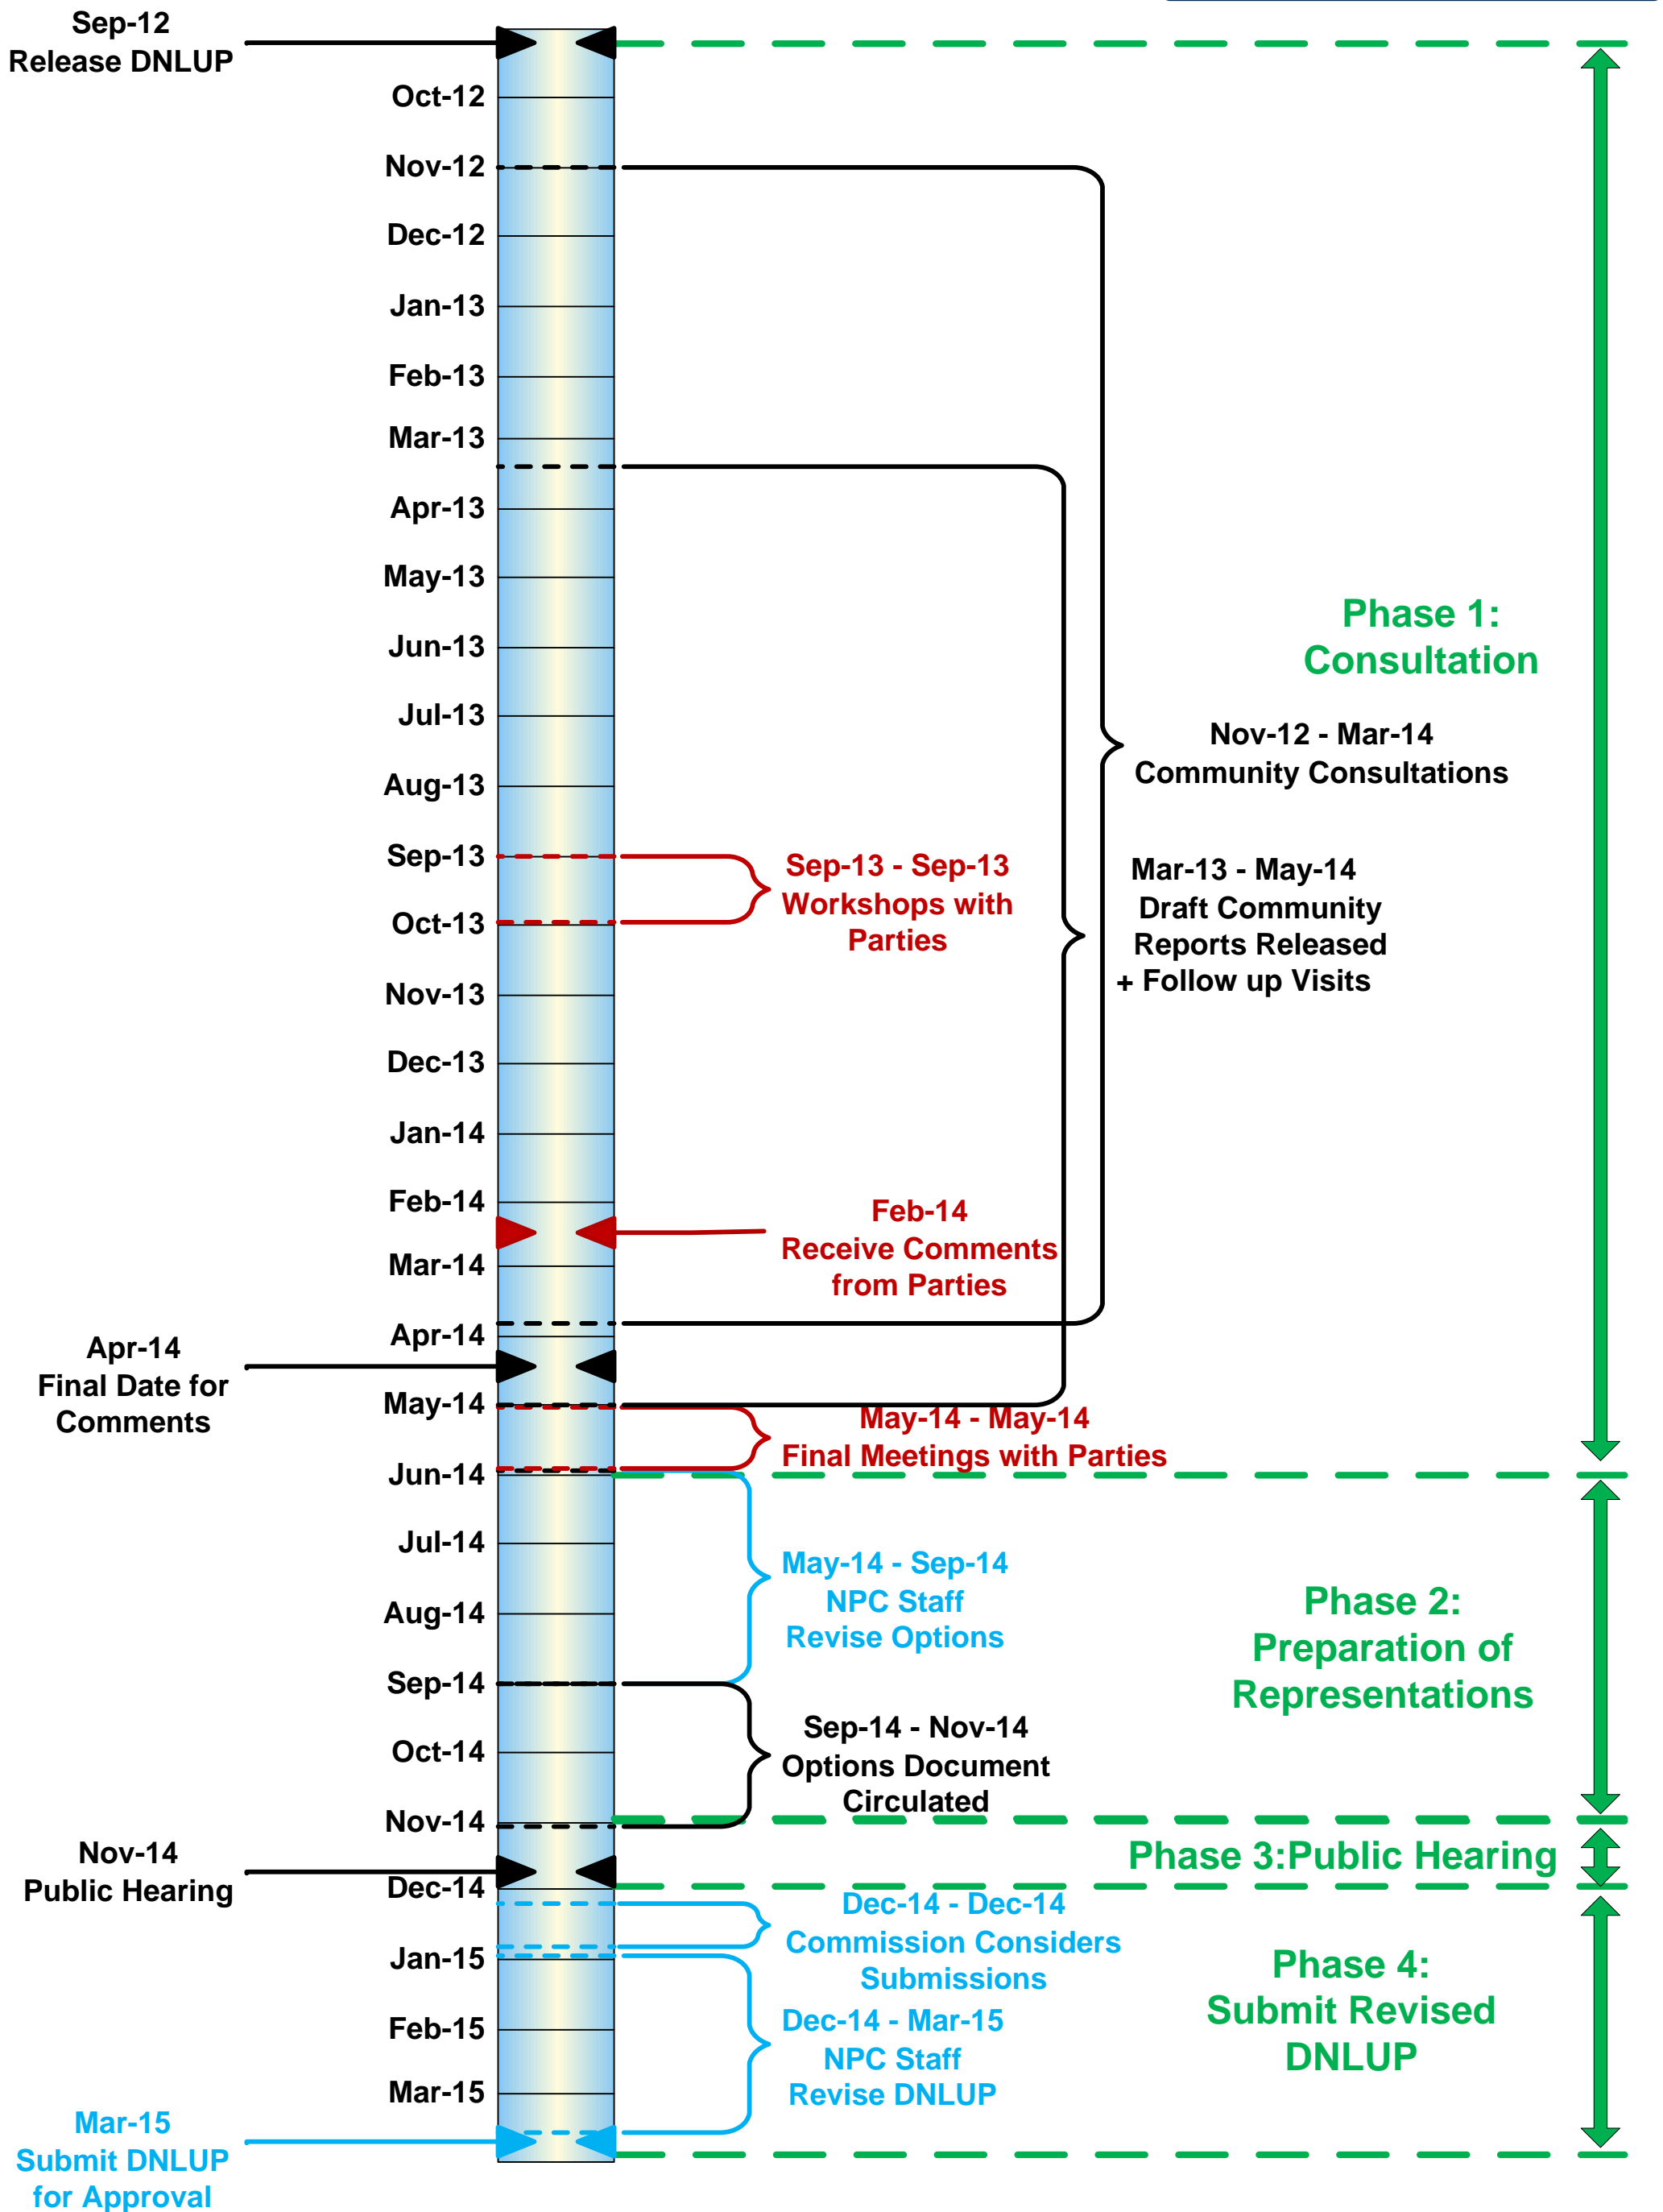 Sep-12
Release DNLUP
Oct-12
Nov-12
Dec-12
Jan-13
Feb-13
Mar-13
Apr-13
May-13
Jun-13
Jul-13
Aug-13
Sep-13
Oct-13
Nov-13
Dec-13
Jan-14
Feb-14
Mar-14
Apr-14
Apr-14
Final Date for
Comments
May-14
Jun-14
Jul-14
Aug-14
Sep-14
Oct-14
Nov-14
Nov-14
Public Hearing
Dec-14
Jan-15
Feb-15
Mar-15
Mar-15
Submit DNLUP
for Approval
Sep-13 - Sep-13
Workshops with
Parties
Feb-14
Receive Comments
from Parties
May-14 - May-14
Final Meetings with Parties
May-14 - Sep-14
NPC Staff
Revise Options
Sep-14 - Nov-14
Options Document
Circulated
Dec-14 - Dec-14
Commission Considers
Submissions
Dec-14 - Mar-15
NPC Staff
Revise DNLUP
Nov-12 - Mar-14
Community Consultations
Mar-13 - May-14
Draft Community
Reports Released
+ Follow up Visits
Phase 1:
Consultation
Phase 2:
Preparation of
Representations
Phase 3:Public Hearing
Phase 4:
Submit Revised
DNLUP